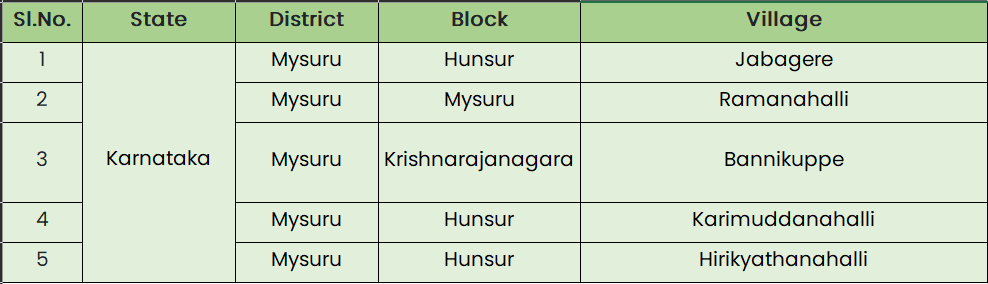 Sl.No. State District Block Village
1 Mysuru Hunsur Jabagere
2 Mysuru Mysuru Ramanahalli
3 Karnataka Mysuru Krishnarajanagara Bannikuppe
4 Mysuru Hunsur Karimuddanahalli
5 Mysuru Hunsur Hirikyathanahalli